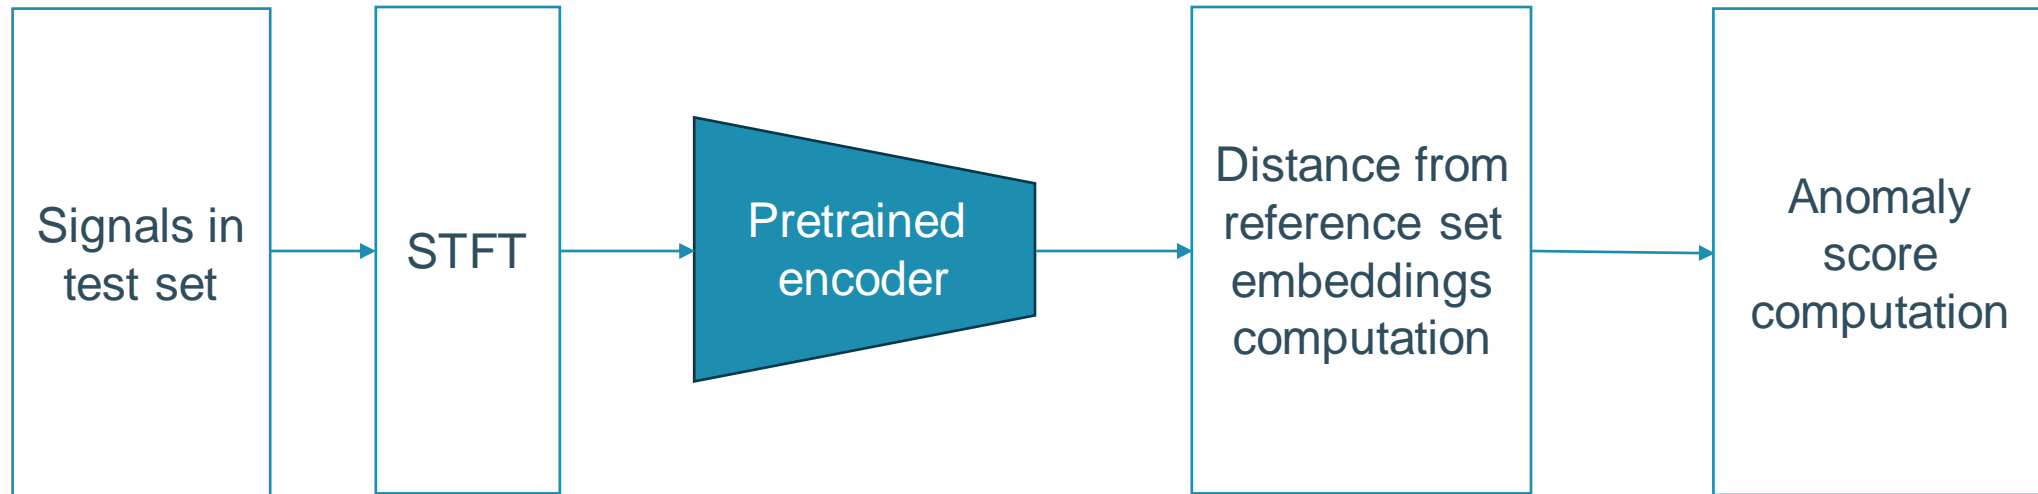 Signals in
test set
STFT
Pretrained
encoder
Distance from
reference set
embeddings
computation
Anomaly
score
computation